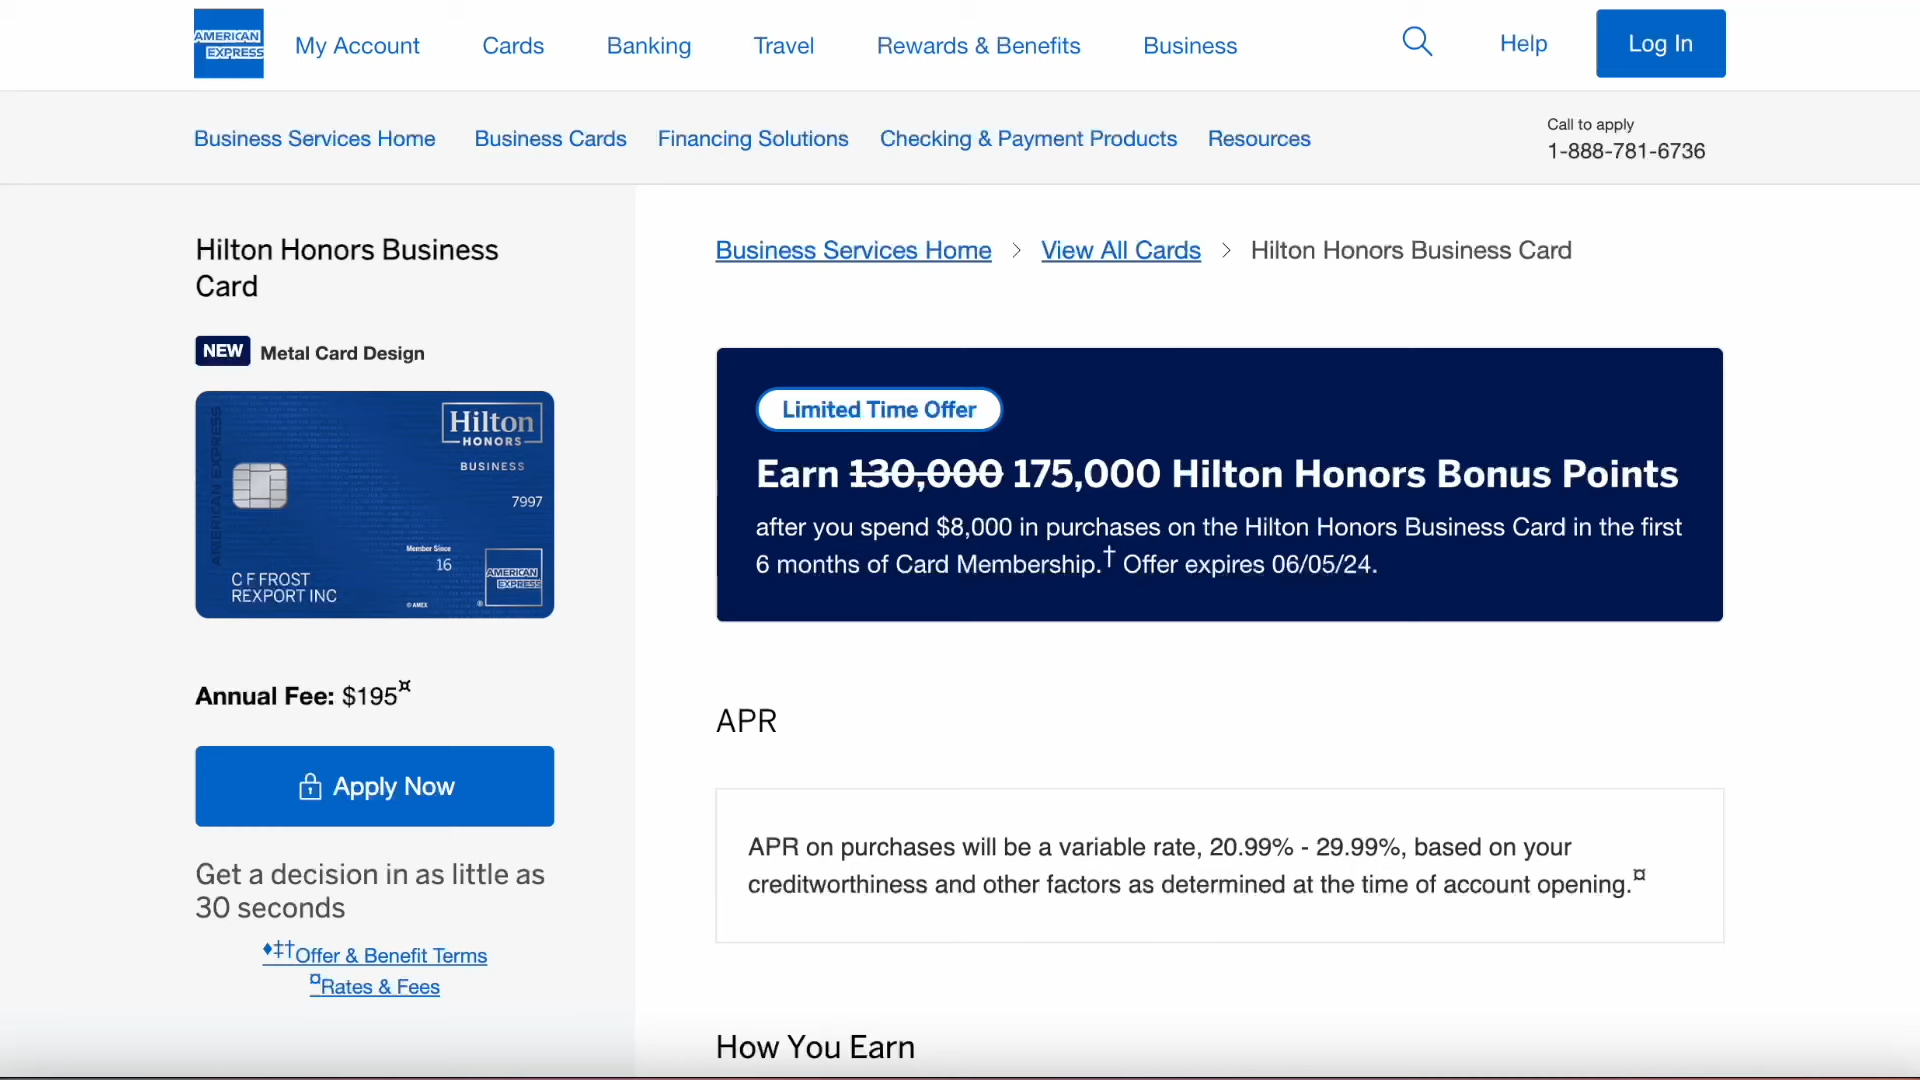 AMERICAN
EXPRESS
My Account
Cards
Banking
Travel
Rewards & Benefits
Business
Help
Log In
Business Services Home
Business Cards
Financing Solutions
Checking & Payment Products
Resources
Call to apply
1-888-781-6736
Hilton Honors Business
Card
NEW Metal Card Design
AMERICAN EXPRESS
Hilton
HONORS
BUSINESS
7997
Member Since
16
C F FROST
REXPORT INC
© AMEX
AMERICAN
EXPRESS
®
Annual Fee: $195¤
Apply Now
Get a decision in as little as
30 seconds
♦‡†Offer & Benefit Terms
¤Rates & Fees
Business Services Home > View All Cards > Hilton Honors Business Card
Limited Time Offer
Earn 130,000 175,000 Hilton Honors Bonus Points
after you spend $8,000 in purchases on the Hilton Honors Business Card in the first
6 months of Card Membership.† Offer expires 06/05/24.
APR
APR on purchases will be a variable rate, 20.99% - 29.99%, based on your
creditworthiness and other factors as determined at the time of account opening.¤
How You Earn